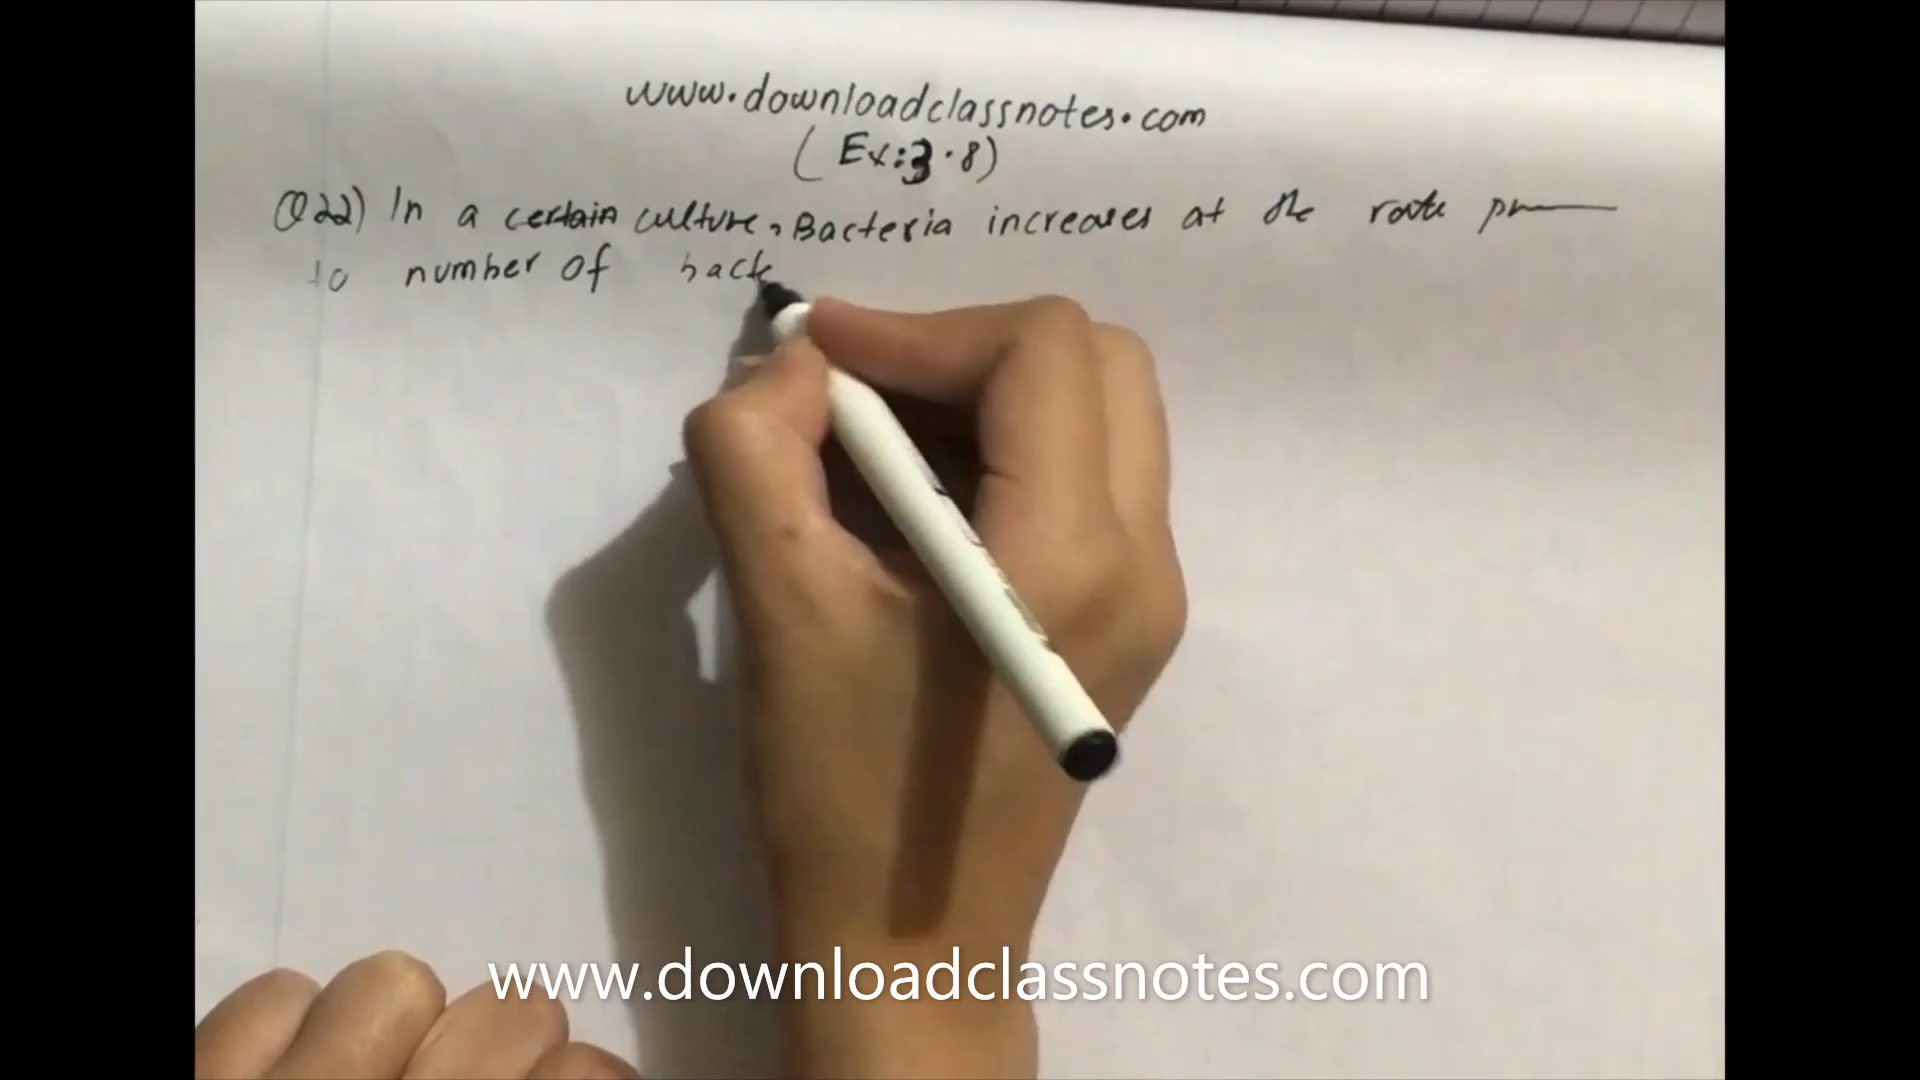 www.downloadclassnotes.com
(Ex:3.8)
Q22) In a certain culture, Bacteria increases at the rate
to number of bacte
www.downloadclassnotes.com